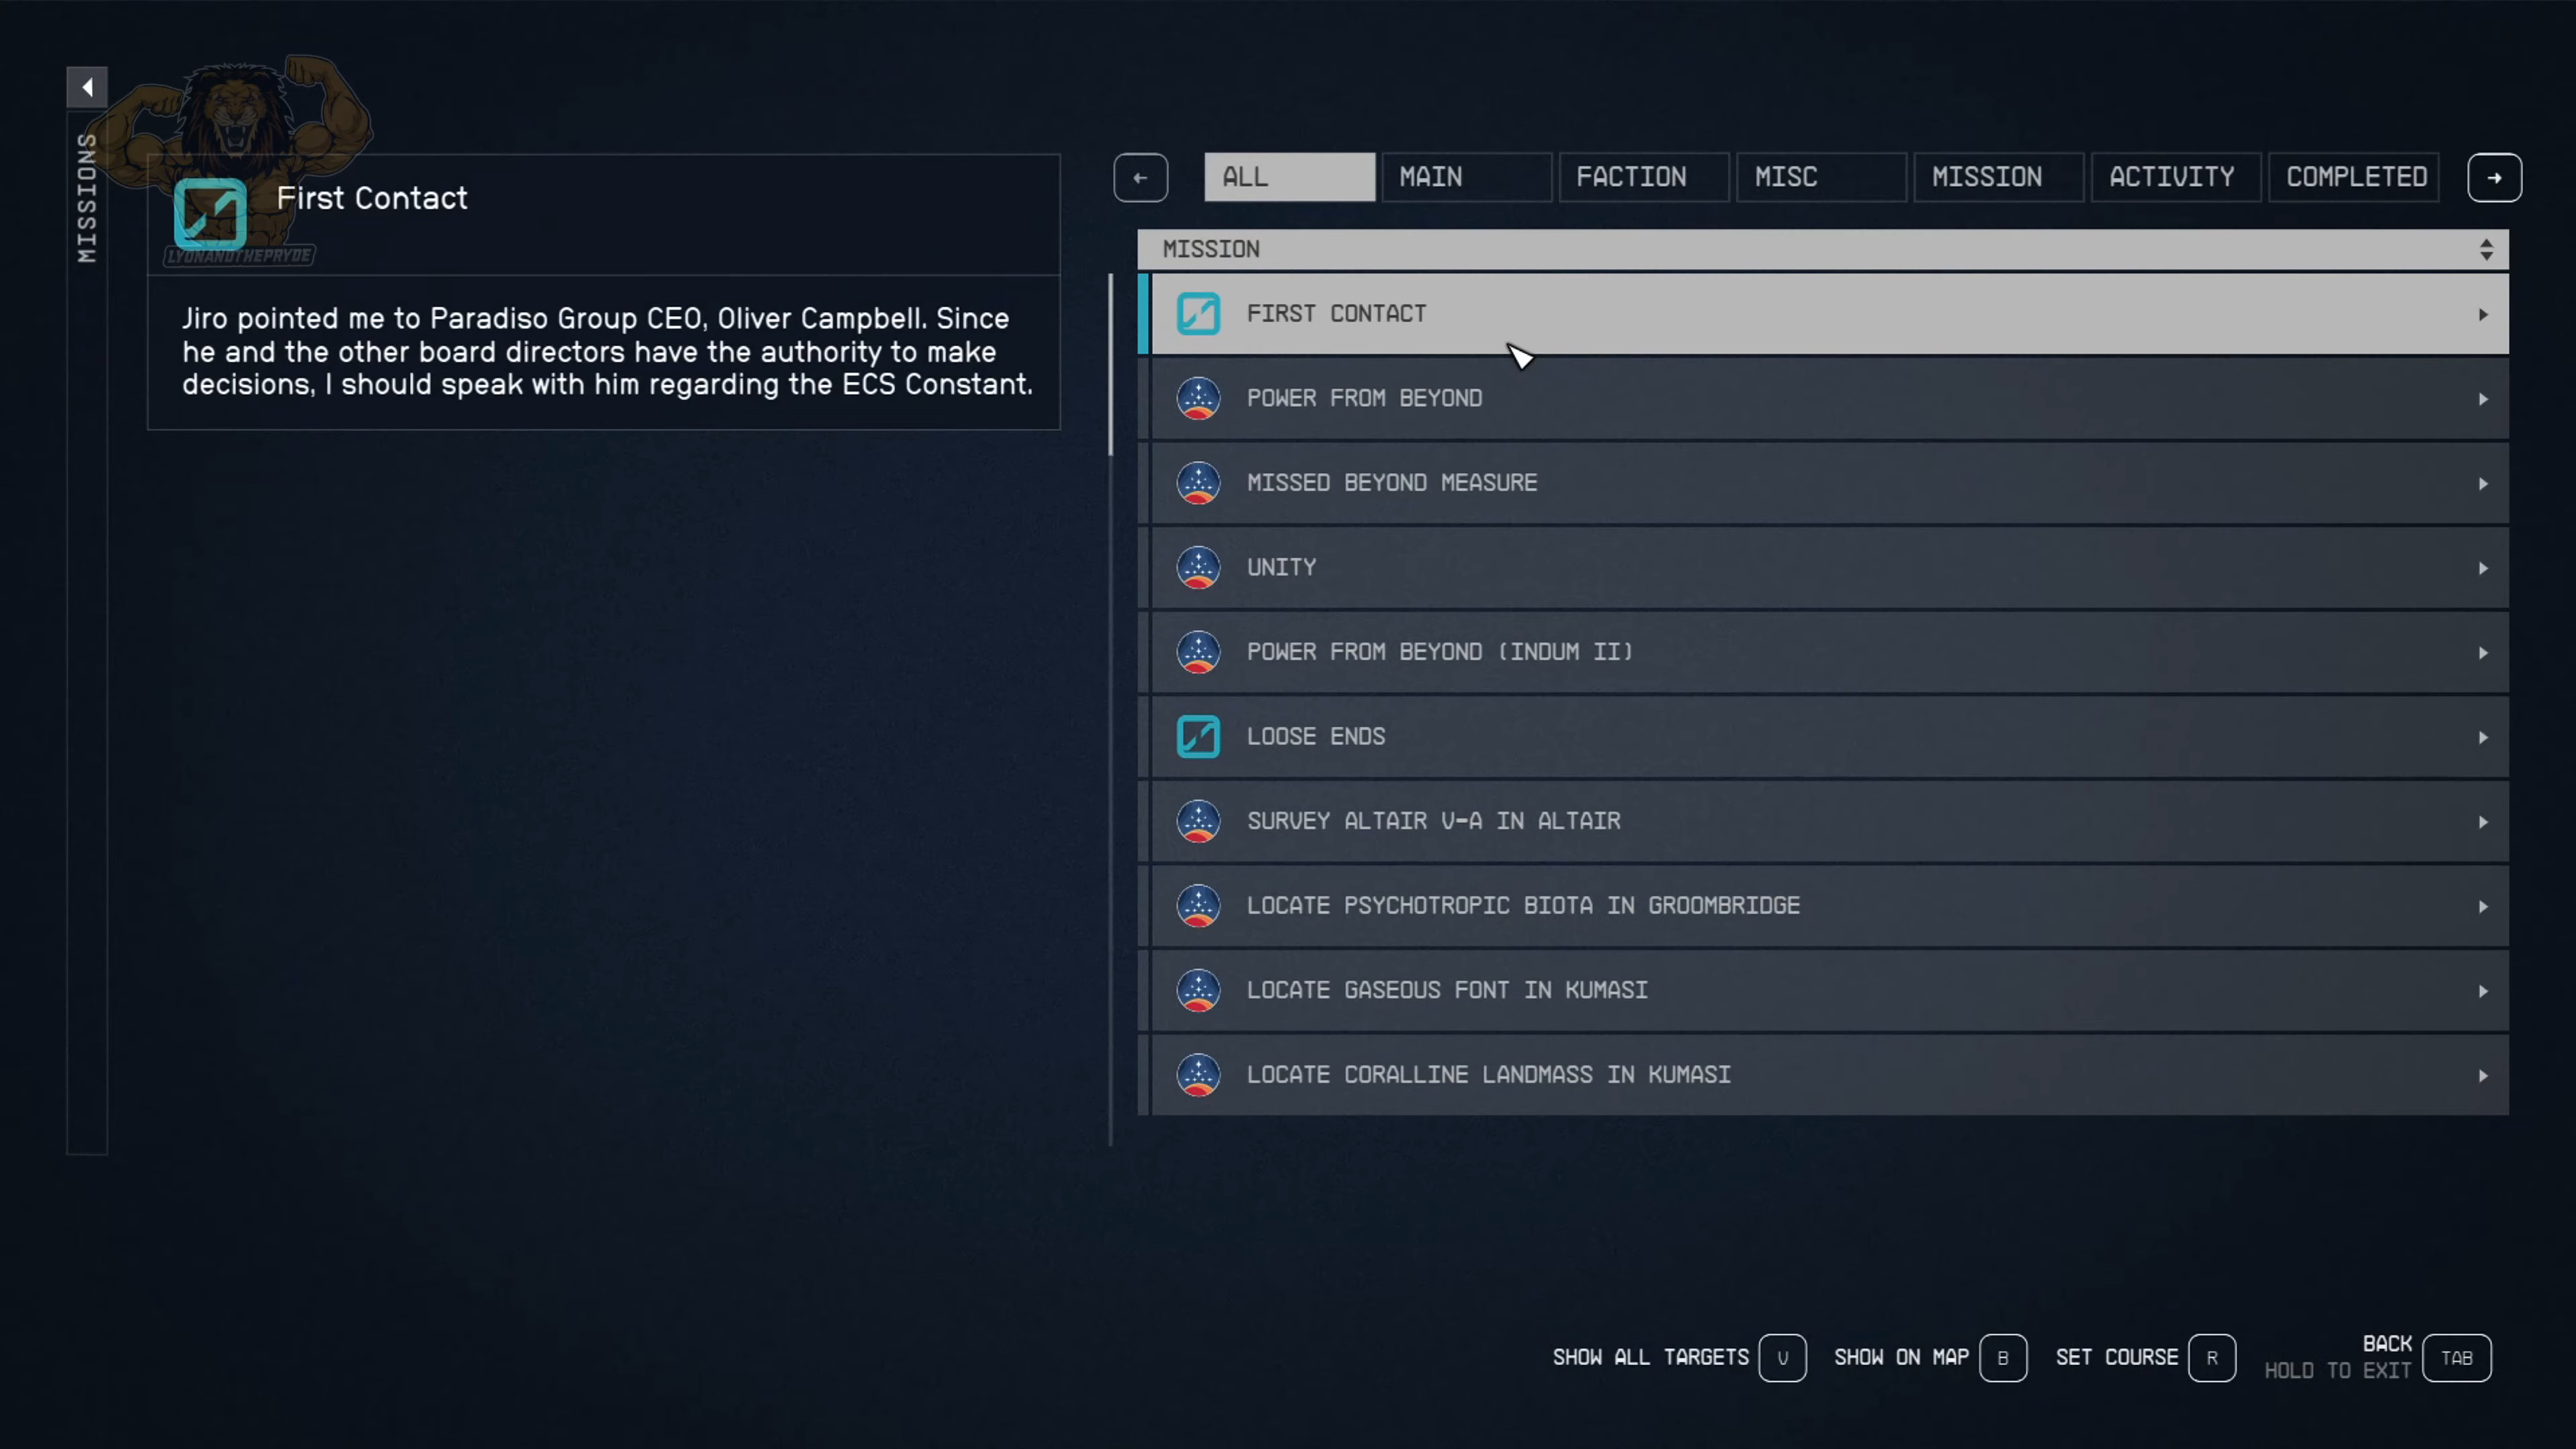 MISSIONS
LYONANDTHEPRYDE
First Contact
Jiro pointed me to Paradiso Group CEO, Oliver Campbell. Since
he and the other board directors have the authority to make
decisions, I should speak with him regarding the ECS Constant.
ALL MAIN FACTION MISC MISSION ACTIVITY COMPLETED
MISSION
FIRST CONTACT
POWER FROM BEYOND
MISSED BEYOND MEASURE
UNITY
POWER FROM BEYOND (INDUM II)
LOOSE ENDS
SURVEY ALTAIR V-A IN ALTAIR
LOCATE PSYCHOTROPIC BIOTA IN GROOMBRIDGE
LOCATE GASEOUS FONT IN KUMASI
LOCATE CORALLINE LANDMASS IN KUMASI
SHOW ALL TARGETS V SHOW ON MAP B SET COURSE R BACK TAB
HOLD TO EXIT